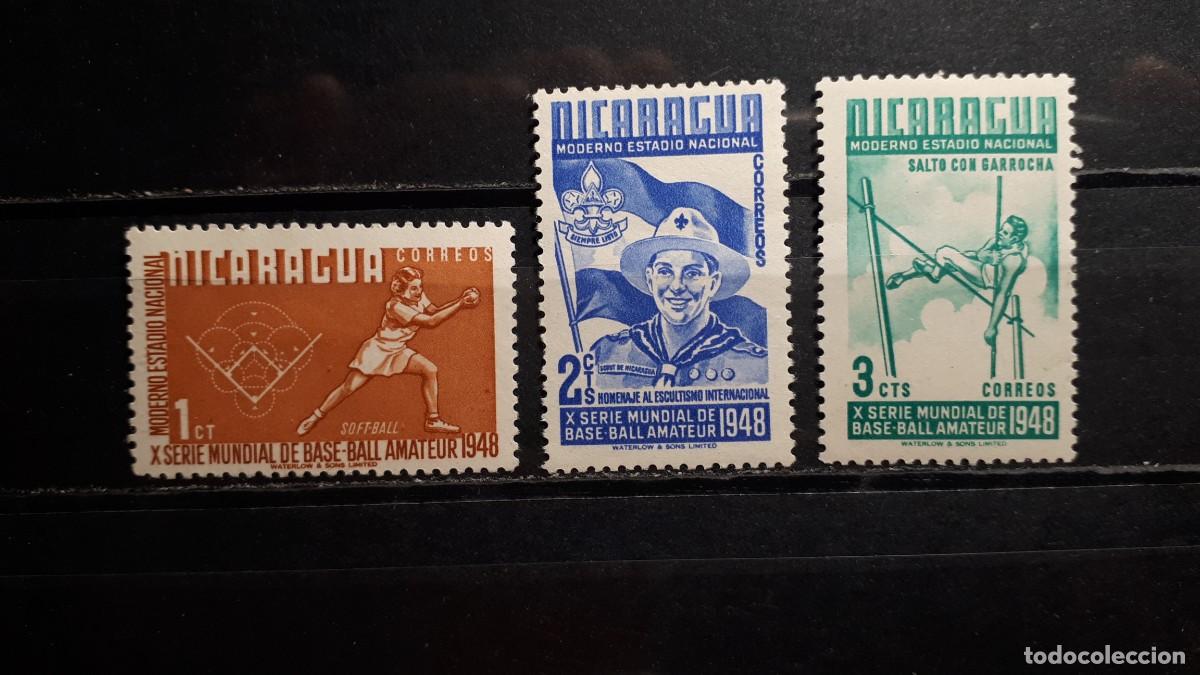 NICARAGUA
CORREOS
MODERNO ESTADIO NACIONAL
1 CT
SOFT-BALL
X SERIE MUNDIAL DE BASE-BALL AMATEUR 1948
WATERLOW & SONS LIMITED
NICARAGUA
MODERNO ESTADIO NACIONAL
CORREOS
SIEMPRE LISTO
SCOUT DE NICARAGUA
2 CTS
HOMENAJE AL ESCULTISMO INTERNACIONAL
X SERIE MUNDIAL DE
BASE-BALL AMATEUR 1948
WATERLOW & SONS LIMITED
NICARAGUA
MODERNO ESTADIO NACIONAL
SALTO CON GARROCHA
3 CTS
CORREOS
X SERIE MUNDIAL DE
BASE-BALL AMATEUR 1948
WATERLOW & SONS LIMITED
todocoleccion